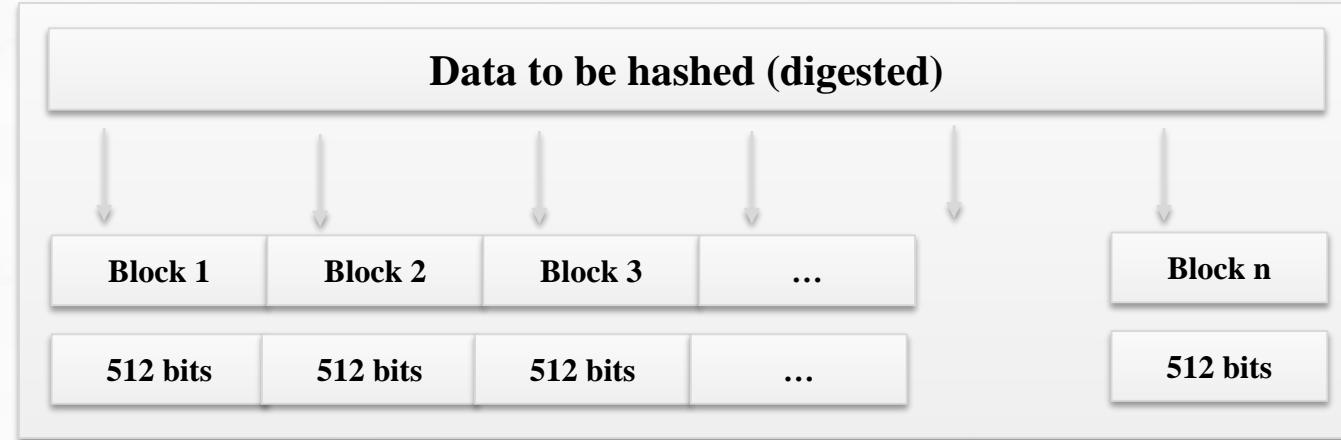 Data to be hashed (digested)
Block 1 Block 2 Block 3 … Block n
512 bits 512 bits 512 bits … 512 bits